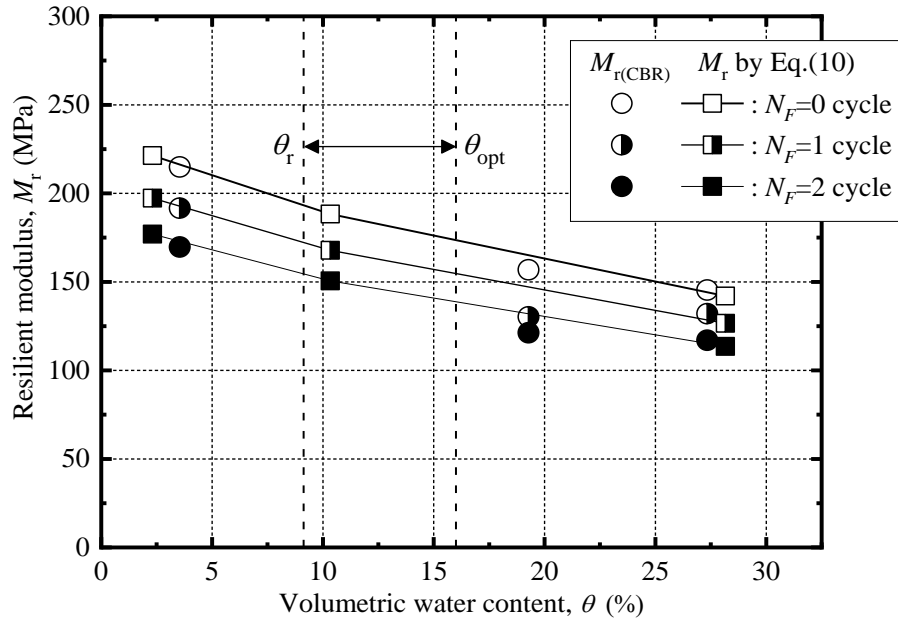 300
250
200
150
100
50
0
0
5
10
15
20
25
30
Resilient modulus, Mr (MPa)
Volumetric water content, θ (%)
θr
θopt
Mr(CBR) Mr by Eq.(10)
: NF=0 cycle
: NF=1 cycle
: NF=2 cycle